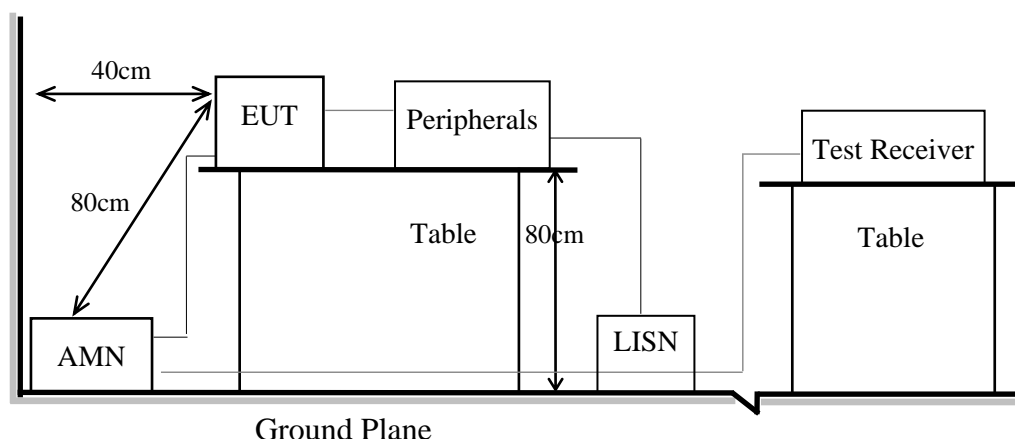 40cm
EUT
Peripherals
Test Receiver
80cm
Table
80cm
Table
AMN
LISN
Ground Plane